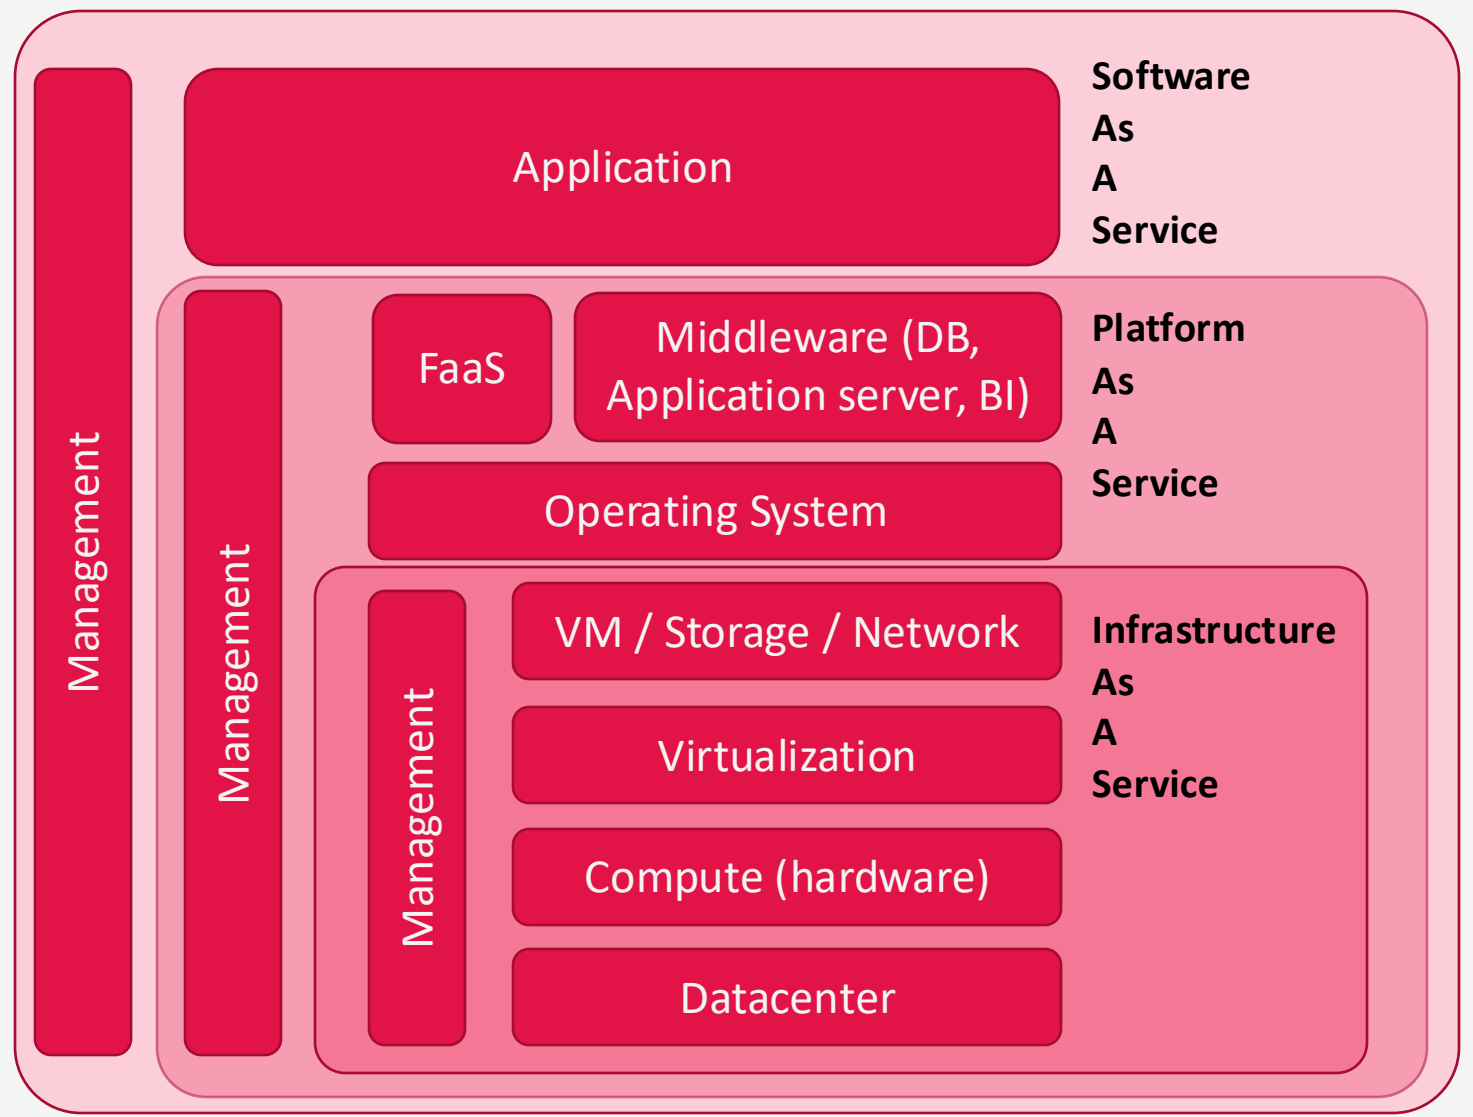 Management
Application
Software
As
A
Service
Management
FaaS
Middleware (DB,
Application server, BI)
Operating System
Platform
As
A
Service
Management
VM / Storage / Network
Virtualization
Compute (hardware)
Datacenter
Infrastructure
As
A
Service